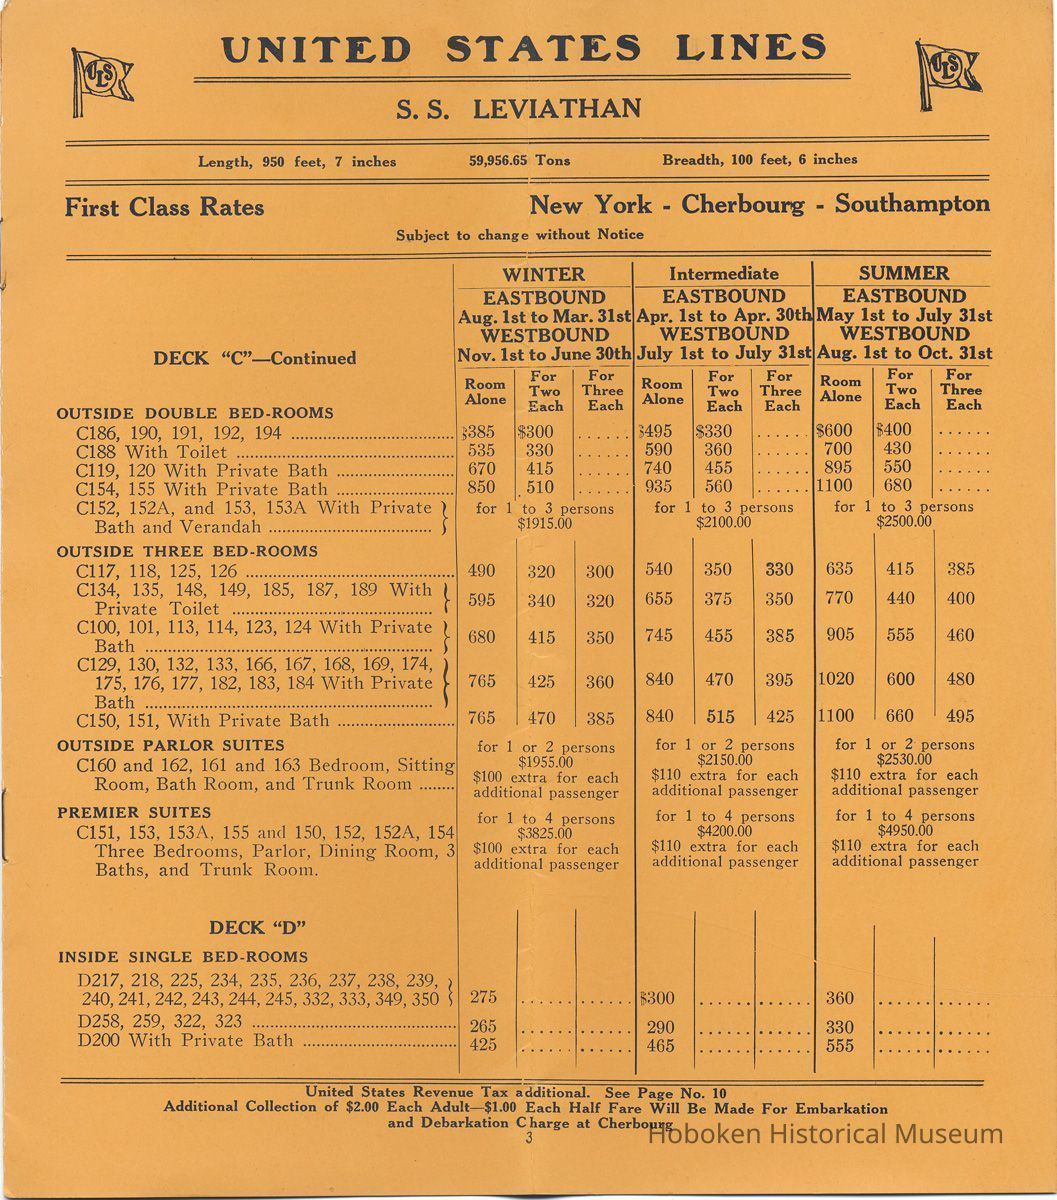 UNITED STATES LINES
ULS
ULS
S. S. LEVIATHAN
Length, 950 feet, 7 inches 59,956.65 Tons Breadth, 100 feet, 6 inches
First Class Rates New York - Cherbourg - Southampton
Subject to change without Notice
WINTER Intermediate SUMMER
EASTBOUND EASTBOUND EASTBOUND
Aug. 1st to Mar. 31st Apr. 1st to Apr. 30th May 1st to July 31st
WESTBOUND WESTBOUND WESTBOUND
DECK "C"—Continued Nov. 1st to June 30th July 1st to July 31st Aug. 1st to Oct. 31st
Room Alone For Two Each For Three Each Room Alone For Two Each For Three Each Room Alone For Two Each For Three Each
OUTSIDE DOUBLE BED-ROOMS
C186, 190, 191, 192, 194 ........ $385 $300 ...... $495 $330 ...... $600 $400 ......
C188 With Toilet ........ 535 330 ...... 590 360 ...... 700 430 ......
C119, 120 With Private Bath ........ 670 415 ...... 740 455 ...... 895 550 ......
C154, 155 With Private Bath ........ 850 510 ...... 935 560 ...... 1100 680 ......
C152, 152A, and 153, 153A With Private } for 1 to 3 persons for 1 to 3 persons for 1 to 3 persons
Bath and Verandah ........ $1915.00 $2100.00 $2500.00
OUTSIDE THREE BED-ROOMS
C117, 118, 125, 126 ........ 490 320 300 540 350 330 635 415 385
C134, 135, 148, 149, 185, 187, 189 With
Private Toilet ........ } 595 340 320 655 375 350 770 440 400
C100, 101, 113, 114, 123, 124 With Private
Bath ........ } 680 415 350 745 455 385 905 555 460
C129, 130, 132, 133, 166, 167, 168, 169, 174,
175, 176, 177, 182, 183, 184 With Private } 765 425 360 840 470 395 1020 600 480
Bath ........
C150, 151, With Private Bath ........ 765 470 385 840 515 425 1100 660 495
OUTSIDE PARLOR SUITES for 1 or 2 persons for 1 or 2 persons for 1 or 2 persons
C160 and 162, 161 and 163 Bedroom, Sitting $1955.00 $2150.00 $2530.00
Room, Bath Room, and Trunk Room ........ $100 extra for each $110 extra for each $110 extra for each
additional passenger additional passenger additional passenger
PREMIER SUITES for 1 to 4 persons for 1 to 4 persons for 1 to 4 persons
C151, 153, 153A, 155 and 150, 152, 152A, 154 $3825.00 $4200.00 $4950.00
Three Bedrooms, Parlor, Dining Room, 3 $100 extra for each $110 extra for each $110 extra for each
Baths, and Trunk Room. additional passenger additional passenger additional passenger
DECK "D"
INSIDE SINGLE BED-ROOMS
D217, 218, 225, 234, 235, 236, 237, 238, 239,
240, 241, 242, 243, 244, 245, 332, 333, 349, 350 } 275 ...... ...... $300 ...... ...... 360 ...... ......
D258, 259, 322, 323 ........ 265 ...... ...... 290 ...... ...... 330 ...... ......
D200 With Private Bath ........ 425 ...... ...... 465 ...... ...... 555 ...... ......
United States Revenue Tax additional. See Page No. 10
Additional Collection of $2.00 Each Adult—$1.00 Each Half Fare Will Be Made For Embarkation
and Debarkation Charge at Cherbourg
3
Hoboken Historical Museum